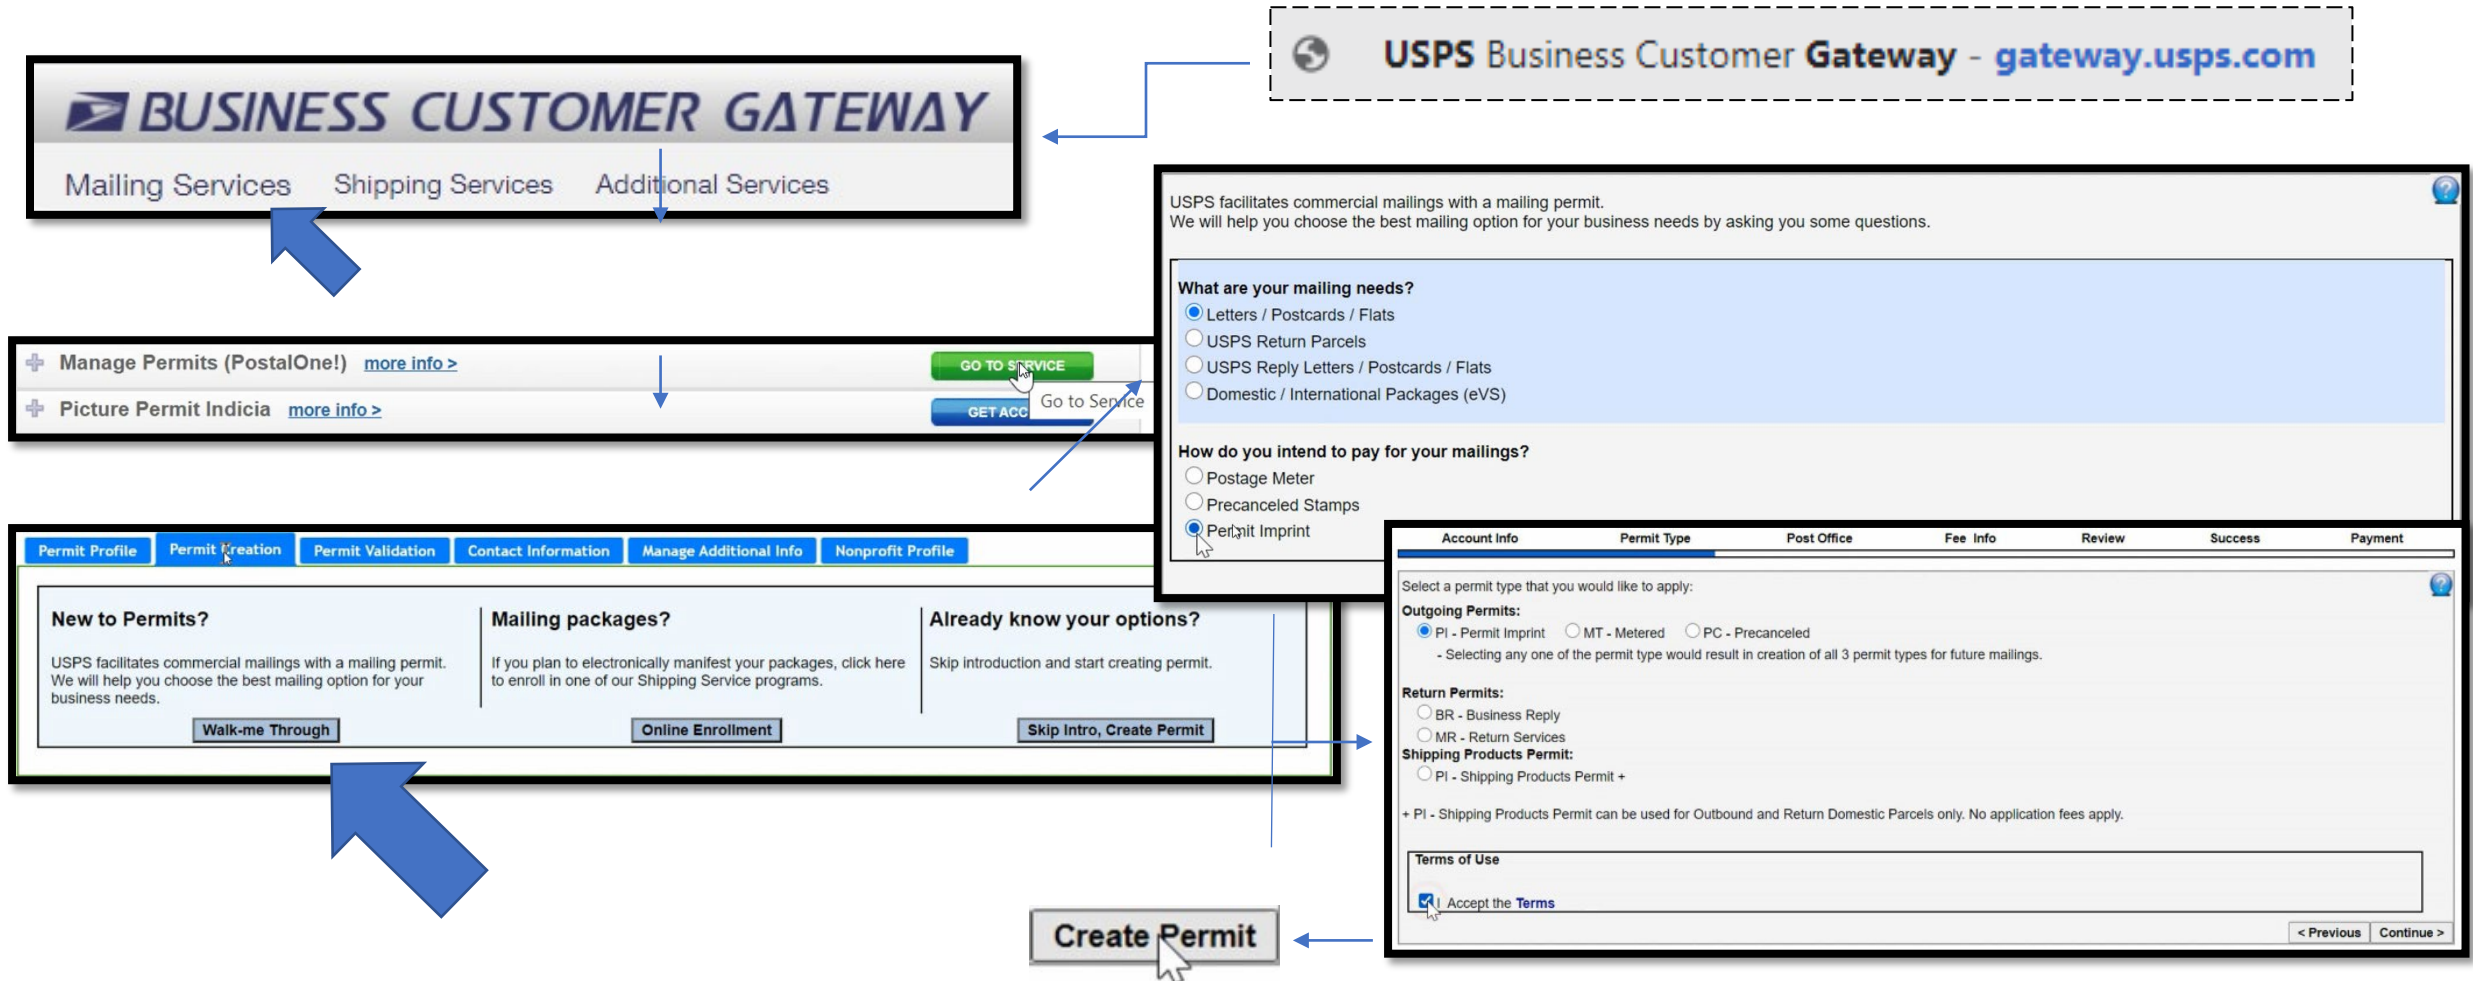 USPS Business Customer Gateway - gateway.usps.com
BUSINESS CUSTOMER GATEWAY
Mailing Services Shipping Services Additional Services
Manage Permits (PostalOne!) more info > GO TO SERVICE
Go to Service
Picture Permit Indicia more info > GET ACC
Permit Profile Permit Creation Permit Validation Contact Information Manage Additional Info Nonprofit Profile
New to Permits?
USPS facilitates commercial mailings with a mailing permit.
We will help you choose the best mailing option for your
business needs.
Walk-me Through
Mailing packages?
If you plan to electronically manifest your packages, click here
to enroll in one of our Shipping Service programs.
Online Enrollment
Already know your options?
Skip introduction and start creating permit.
Skip Intro, Create Permit
USPS facilitates commercial mailings with a mailing permit.
We will help you choose the best mailing option for your business needs by asking you some questions.
What are your mailing needs?
Letters / Postcards / Flats
USPS Return Parcels
USPS Reply Letters / Postcards / Flats
Domestic / International Packages (eVS)
How do you intend to pay for your mailings?
Postage Meter
Precanceled Stamps
Permit Imprint
Account Info Permit Type Post Office Fee Info Review Success Payment
Select a permit type that you would like to apply:
Outgoing Permits:
PI - Permit Imprint MT - Metered PC - Precanceled
- Selecting any one of the permit type would result in creation of all 3 permit types for future mailings.
Return Permits:
BR - Business Reply
MR - Return Services
Shipping Products Permit:
PI - Shipping Products Permit +
+ PI - Shipping Products Permit can be used for Outbound and Return Domestic Parcels only. No application fees apply.
Terms of Use
I Accept the Terms
< Previous Continue >
Create Permit